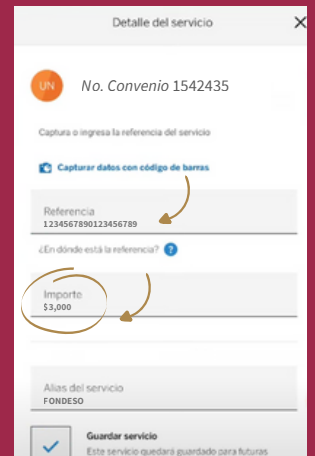 Detalle del servicio
UN
No. Convenio 1542435
Captura o ingresa la referencia del servicio
Capturar datos con código de barras
Referencia
1234567890123456789
¿En dónde está la referencia? ?
Importe
$3,000
Alias del servicio
FONDESO
Guardar servicio
Este servicio quedará guardado para futuras